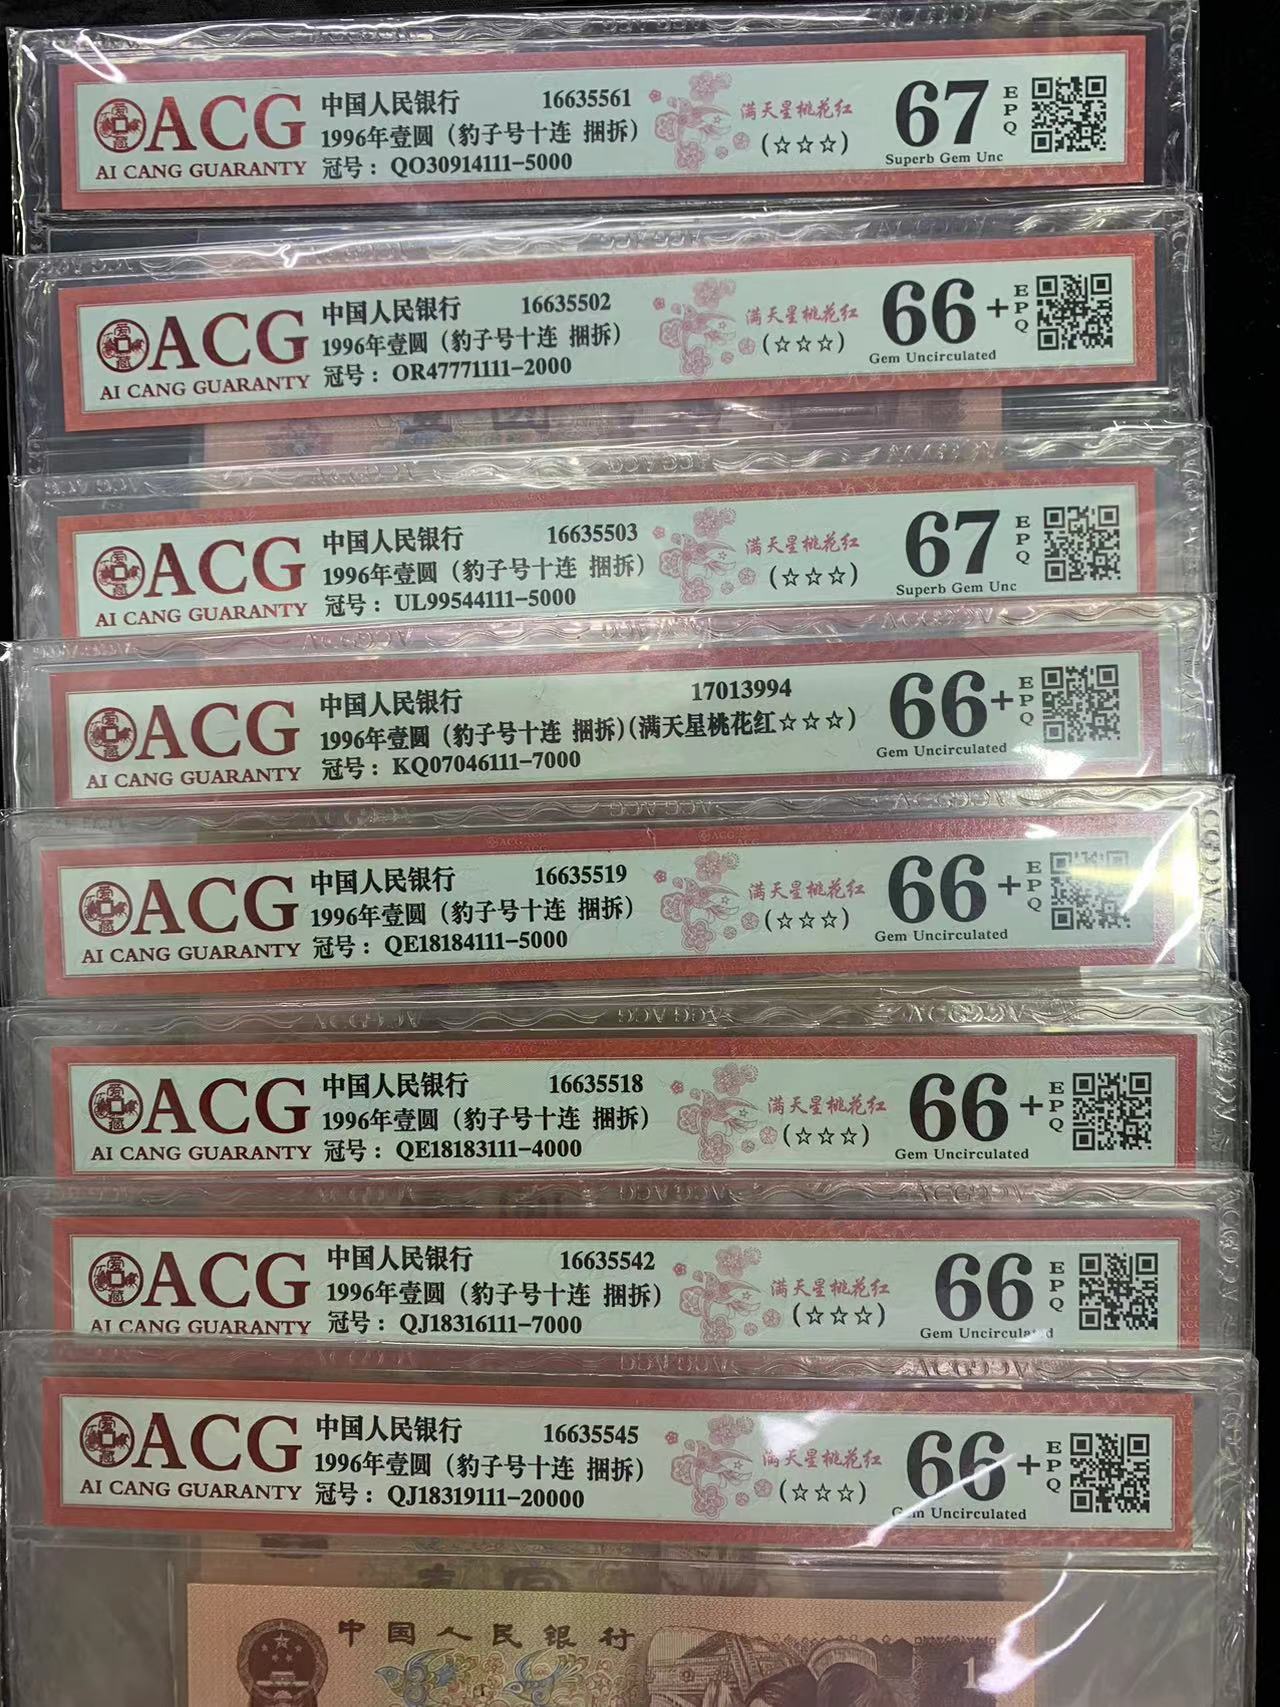 ACG
AI CANG GUARANTY
中国人民银行 16635561
1996年壹圆（豹子号十连 捆拆）
冠号：QO30914111-5000
满天星桃花红
(☆☆☆)
67 EPQ
Superb Gem Unc
ACG
AI CANG GUARANTY
中国人民银行 16635502
1996年壹圆（豹子号十连 捆拆）
冠号：OR47771111-2000
满天星桃花红
(☆☆☆)
66+ EPQ
Gem Uncirculated
ACG
AI CANG GUARANTY
中国人民银行 16635503
1996年壹圆（豹子号十连 捆拆）
冠号：UL99544111-5000
满天星桃花红
(☆☆☆)
67 EPQ
Superb Gem Unc
ACG
AI CANG GUARANTY
中国人民银行 17013994
1996年壹圆（豹子号十连 捆拆）(满天星桃花红☆☆☆)
冠号：KQ07046111-7000
66+ EPQ
Gem Uncirculated
ACG
AI CANG GUARANTY
中国人民银行 16635519
1996年壹圆（豹子号十连 捆拆）
冠号：QE18184111-5000
满天星桃花红
(☆☆☆)
66+ EPQ
Gem Uncirculated
ACG
AI CANG GUARANTY
中国人民银行 16635518
1996年壹圆（豹子号十连 捆拆）
冠号：QE18183111-4000
满天星桃花红
(☆☆☆)
66+ EPQ
Gem Uncirculated
ACG
AI CANG GUARANTY
中国人民银行 16635542
1996年壹圆（豹子号十连 捆拆）
冠号：QJ18316111-7000
满天星桃花红
(☆☆☆)
66 EPQ
Gem Uncirculated
ACG
AI CANG GUARANTY
中国人民银行 16635545
1996年壹圆（豹子号十连 捆拆）
冠号：QJ18319111-20000
满天星桃花红
(☆☆☆)
66+ EPQ
Gem Uncirculated
中国人民银行
1